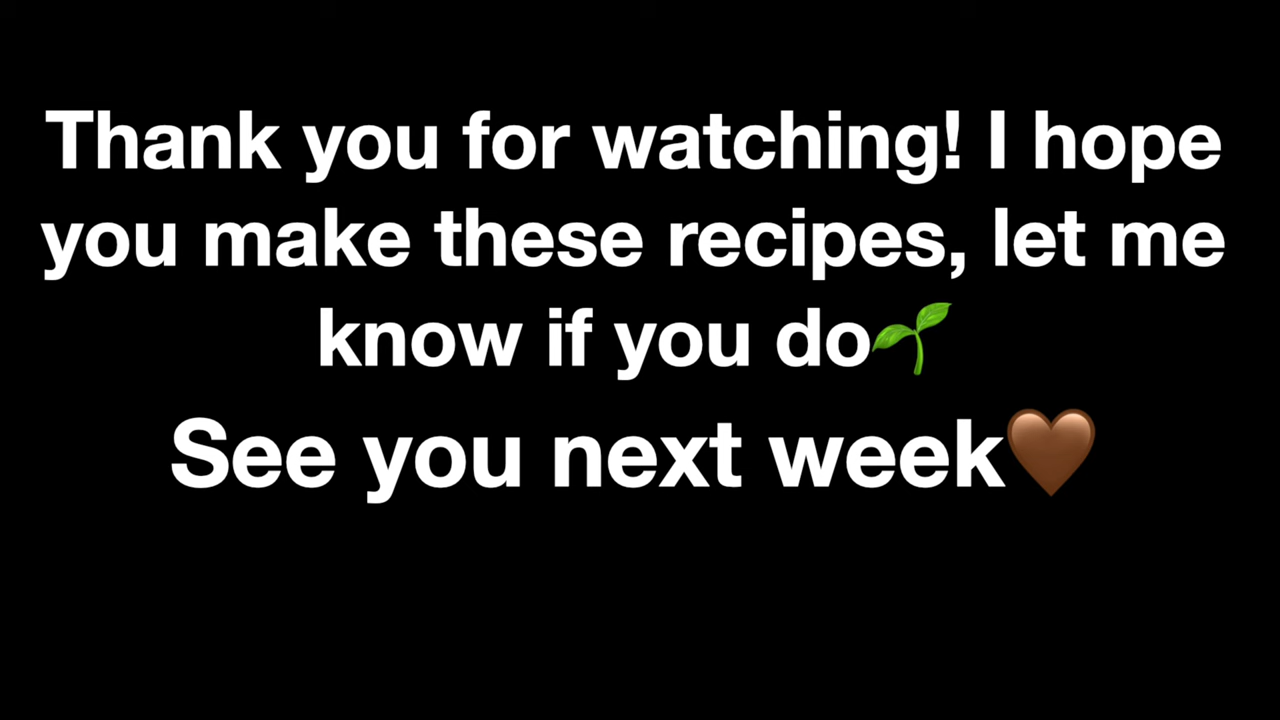 Thank you for watching! I hope
you make these recipes, let me
know if you do🌱
See you next week🤎